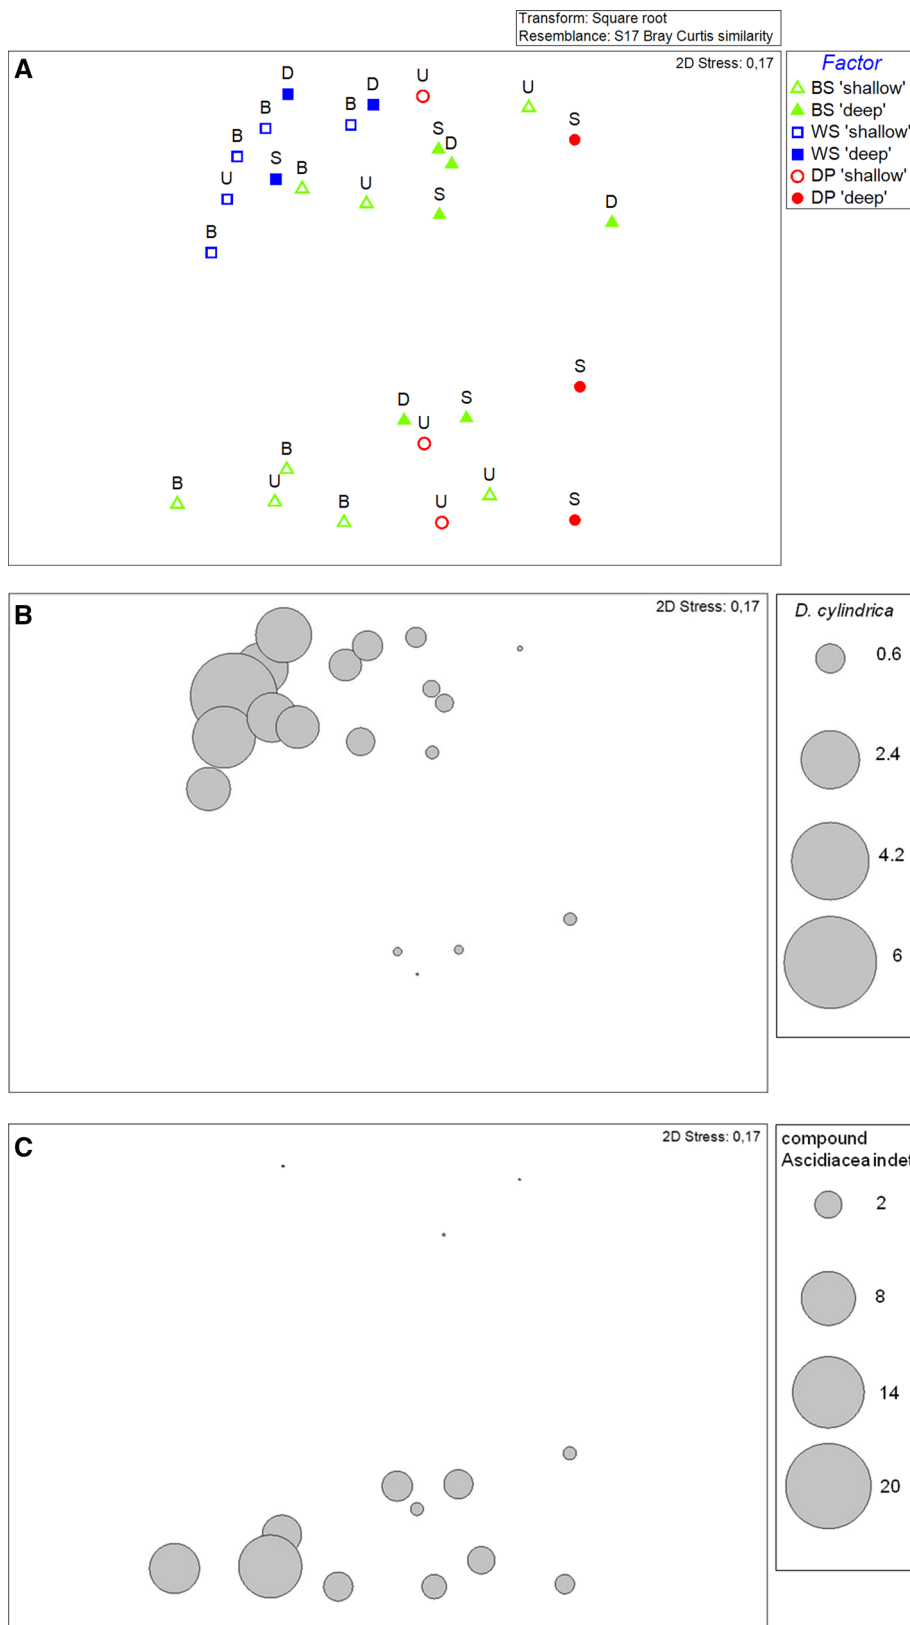 Transform: Square root
Resemblance: S17 Bray Curtis similarity
A
2D Stress: 0,17
Factor
BS 'shallow'
BS 'deep'
WS 'shallow'
WS 'deep'
DP 'shallow'
DP 'deep'
D D U U S
B B
B S D
S B U S D
U
B
S
D S
U
B
B U B U U S
B
2D Stress: 0,17
D. cylindrica
0.6
2.4
4.2
6
C
2D Stress: 0,17
compound
Ascidiacea indet
2
8
14
20